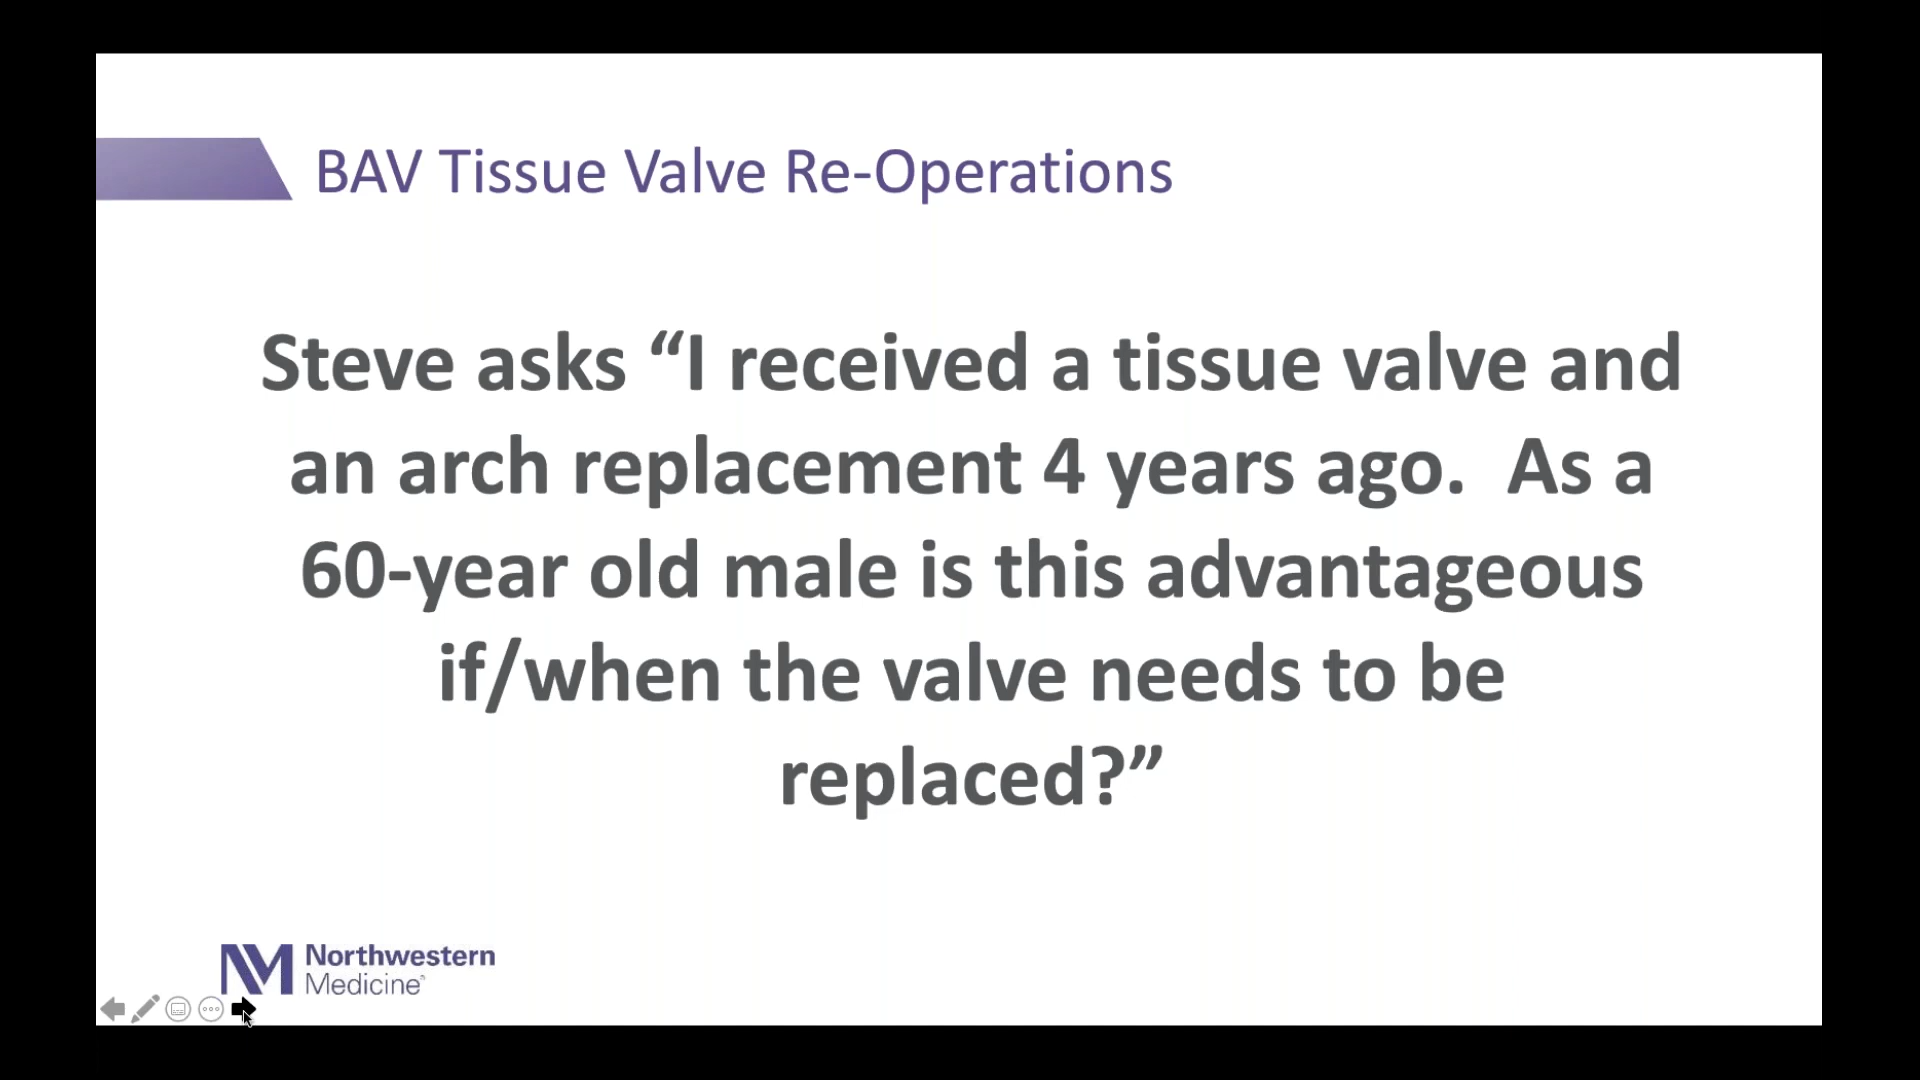 BAV Tissue Valve Re-Operations
Steve asks “I received a tissue valve and
an arch replacement 4 years ago.  As a
60-year old male is this advantageous
if/when the valve needs to be
replaced?”
NM Northwestern
Medicine®